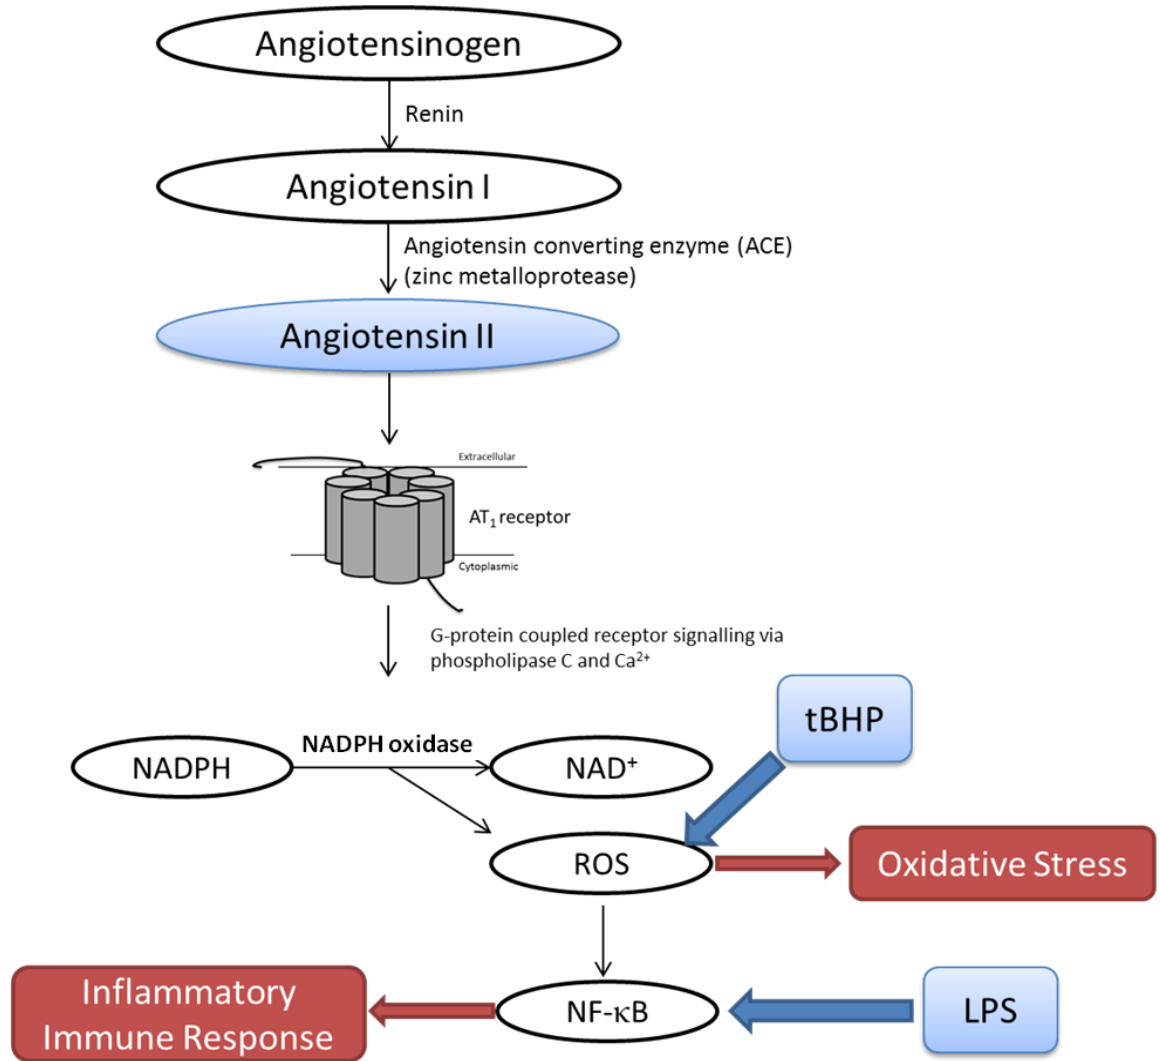 Angiotensinogen
Renin
Angiotensin I
Angiotensin converting enzyme (ACE)
(zinc metalloprotease)
Angiotensin II
Extracellular
AT₁ receptor
Cytoplasmic
G-protein coupled receptor signalling via
phospholipase C and Ca²⁺
tBHP
NADPH oxidase
NADPH
NAD⁺
ROS
Oxidative Stress
Inflammatory
Immune Response
NF-κB
LPS